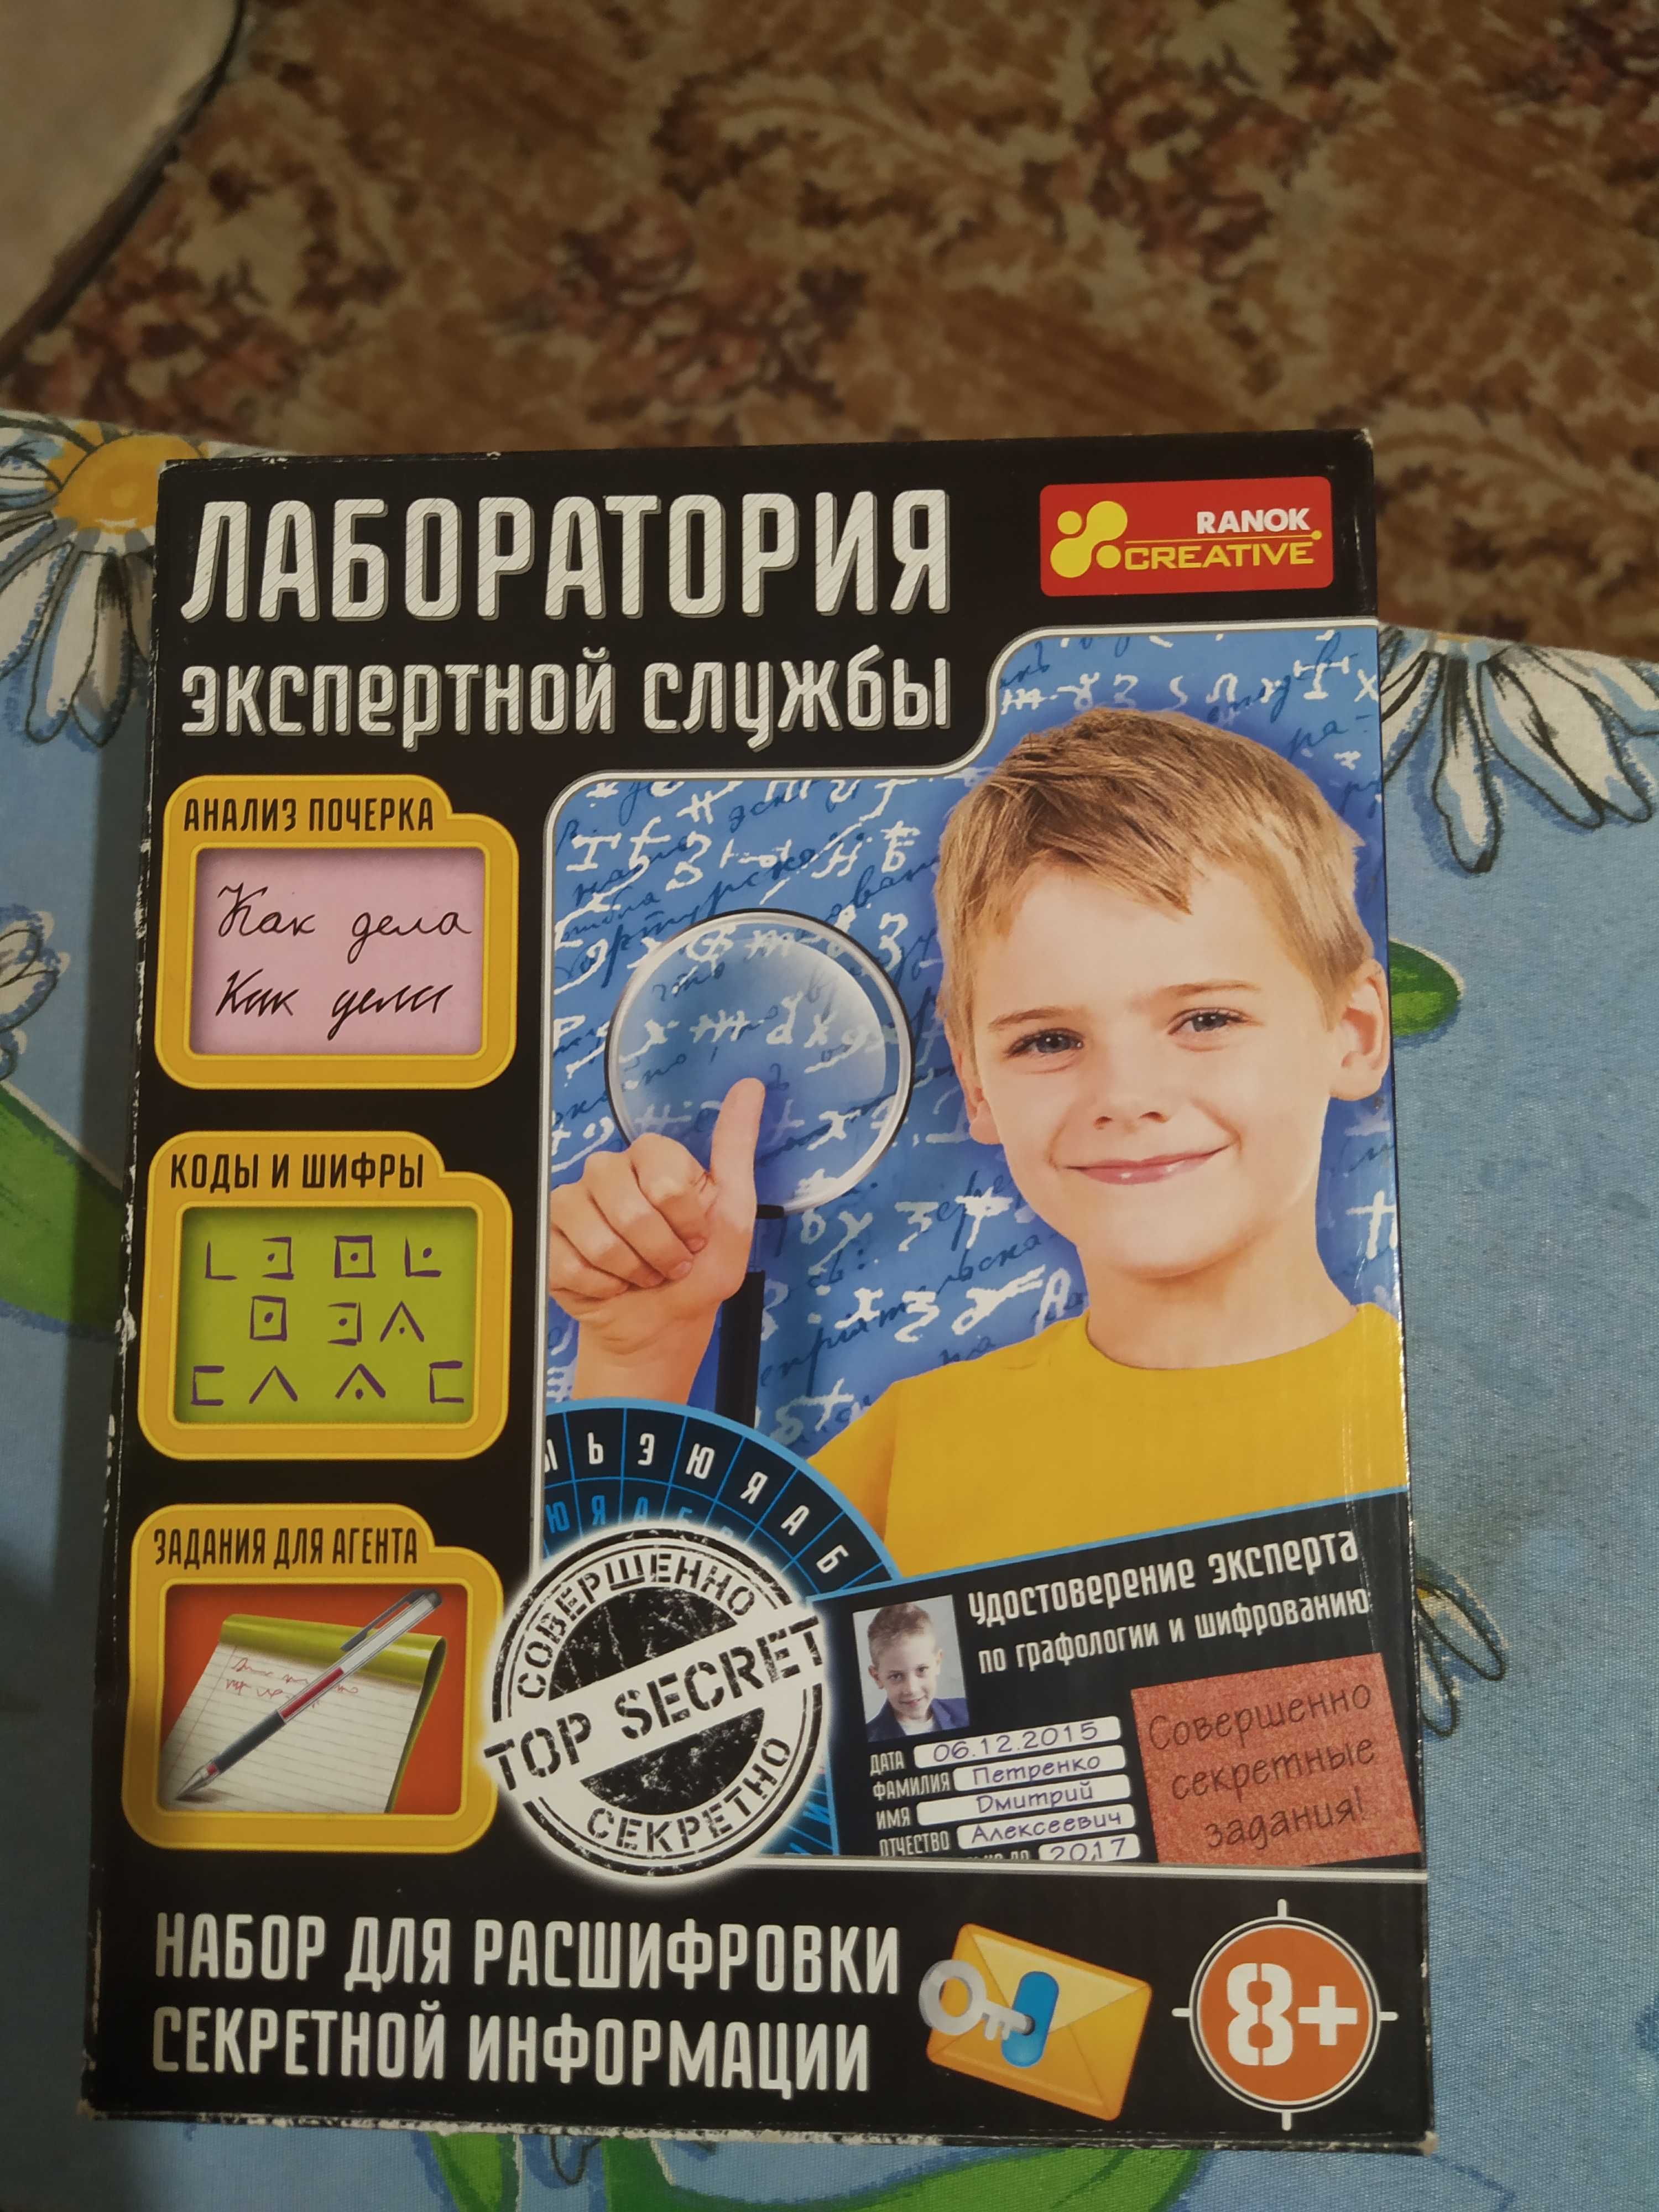 ЛАБОРАТОРИЯ
ЭКСПЕРТНОЙ СЛУЖБЫ
RANOK
CREATIVE
АНАЛИЗ ПОЧЕРКА
Как дела
Как дела
КОДЫ И ШИФРЫ
ЗАДАНИЯ ДЛЯ АГЕНТА
Ь Э Ю Я А Б
Ю Я А
СОВЕРШЕННО
TOP SECRET
СЕКРЕТНО
Удостоверение эксперта
по графологии и шифрованию
ДАТА 06.12.2015
ФАМИЛИЯ Петренко
ИМЯ Дмитрий
ОТЧЕСТВО Алексеевич
2017
Совершенно
секретные
задания!
НАБОР ДЛЯ РАСШИФРОВКИ
СЕКРЕТНОЙ ИНФОРМАЦИИ
8+